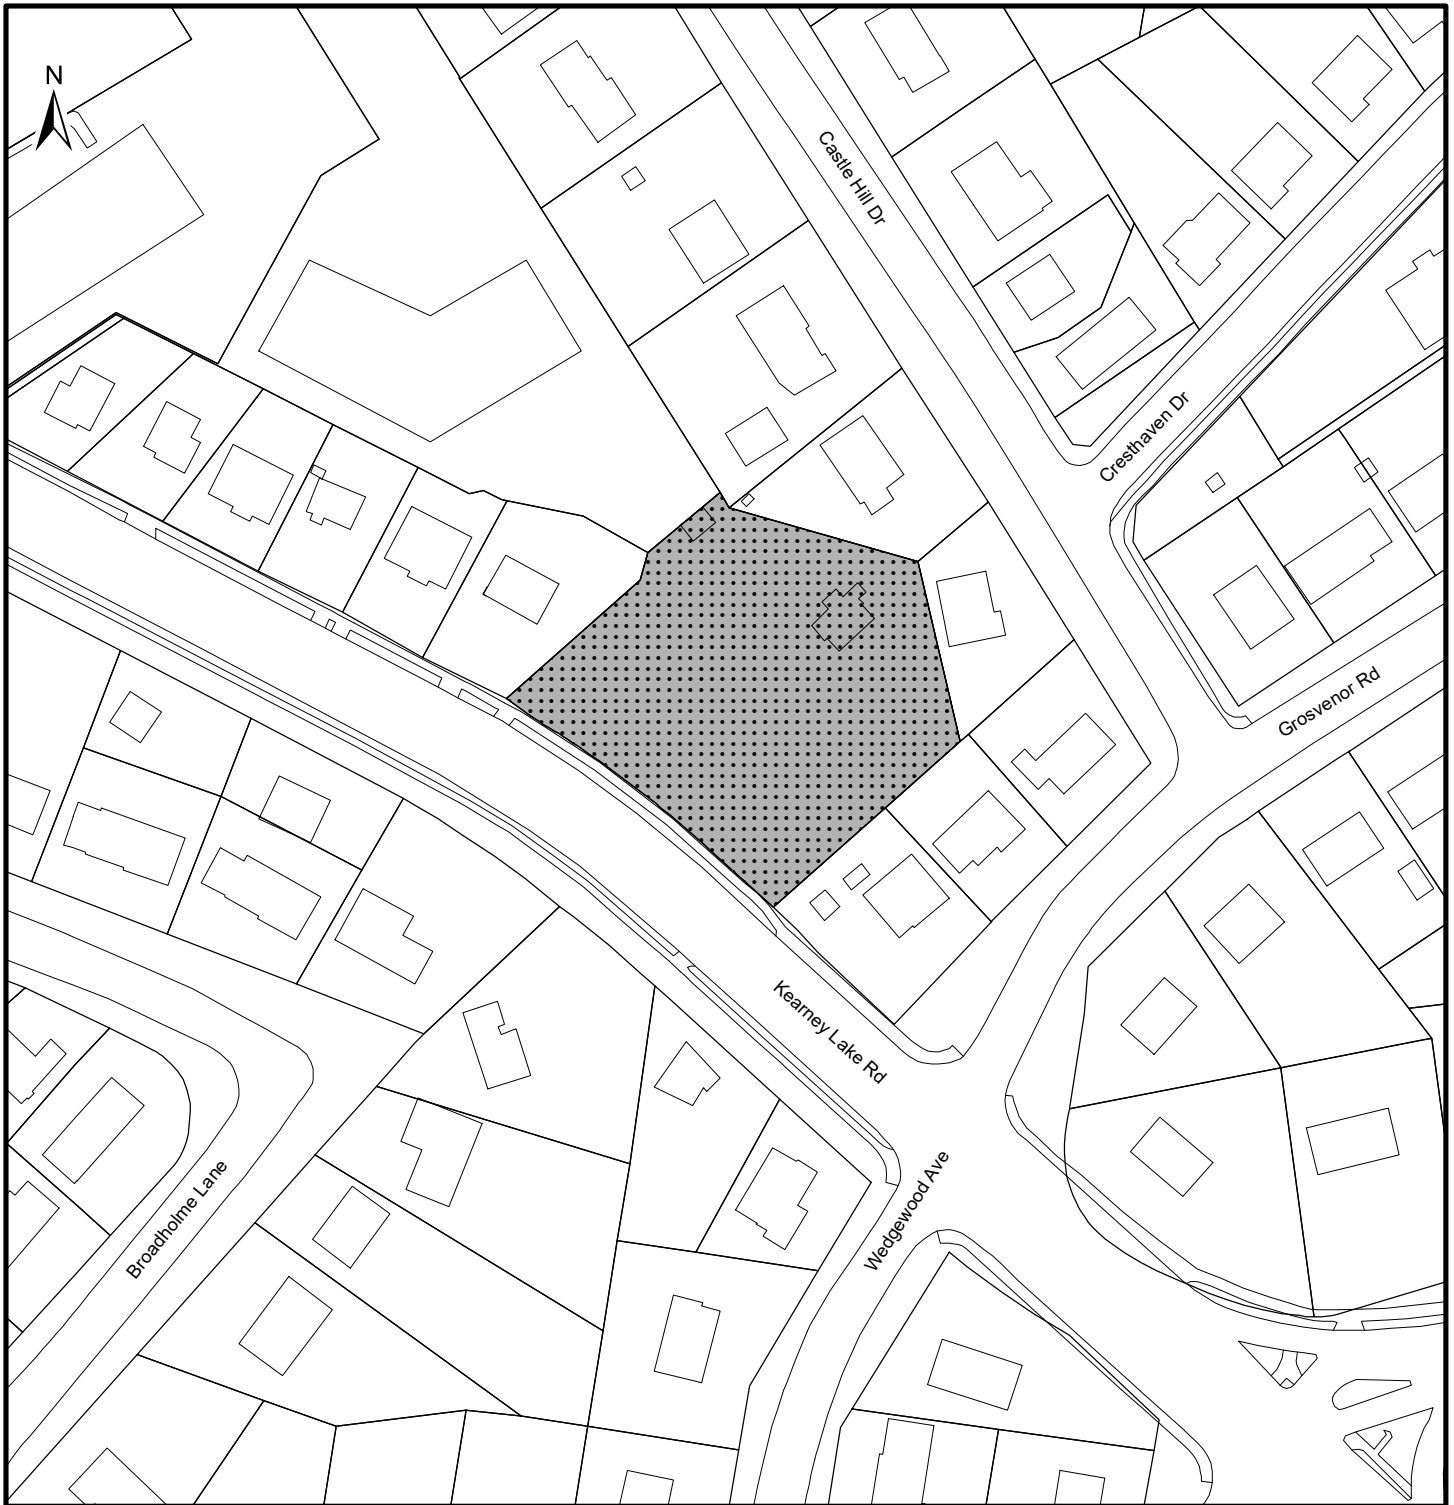 N
Castle Hill Dr
Cresthaven Dr
Grosvenor Rd
Kearney Lake Rd
Wedgewood Ave
Broadholme Lane